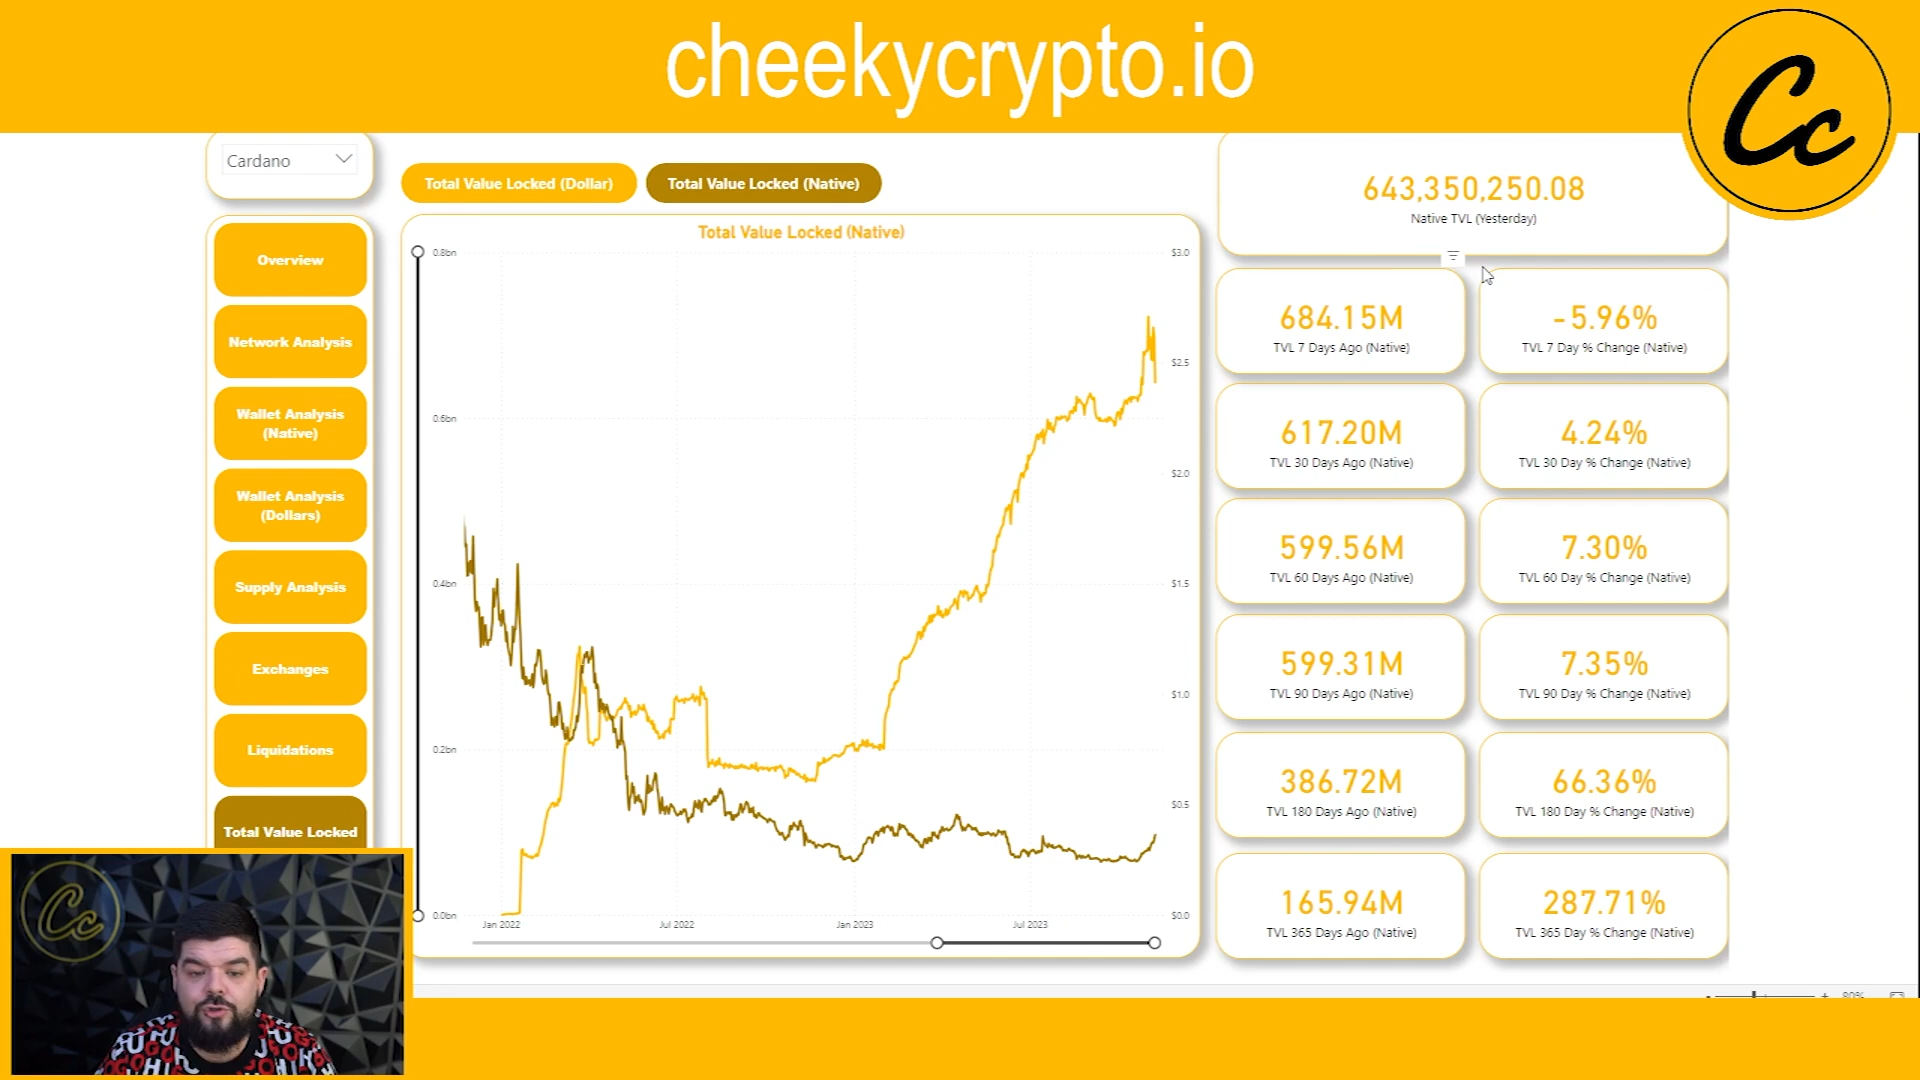 cheekycrypto.io
Cc
Cardano
Total Value Locked (Dollar)
Total Value Locked (Native)
Overview
Network Analysis
Wallet Analysis
(Native)
Wallet Analysis
(Dollars)
Supply Analysis
Exchanges
Liquidations
Total Value Locked
Total Value Locked (Native)
0.8bn
0.6bn
0.4bn
0.2bn
0.0bn
$3.0
$2.5
$2.0
$1.5
$1.0
$0.5
$0.0
Jan 2022
Jul 2022
Jan 2023
Jul 2023
643,350,250.08
Native TVL (Yesterday)
684.15M
TVL 7 Days Ago (Native)
-5.96%
TVL 7 Day % Change (Native)
617.20M
TVL 30 Days Ago (Native)
4.24%
TVL 30 Day % Change (Native)
599.56M
TVL 60 Days Ago (Native)
7.30%
TVL 60 Day % Change (Native)
599.31M
TVL 90 Days Ago (Native)
7.35%
TVL 90 Day % Change (Native)
386.72M
TVL 180 Days Ago (Native)
66.36%
TVL 180 Day % Change (Native)
165.94M
TVL 365 Days Ago (Native)
287.71%
TVL 365 Day % Change (Native)
80%
Cc